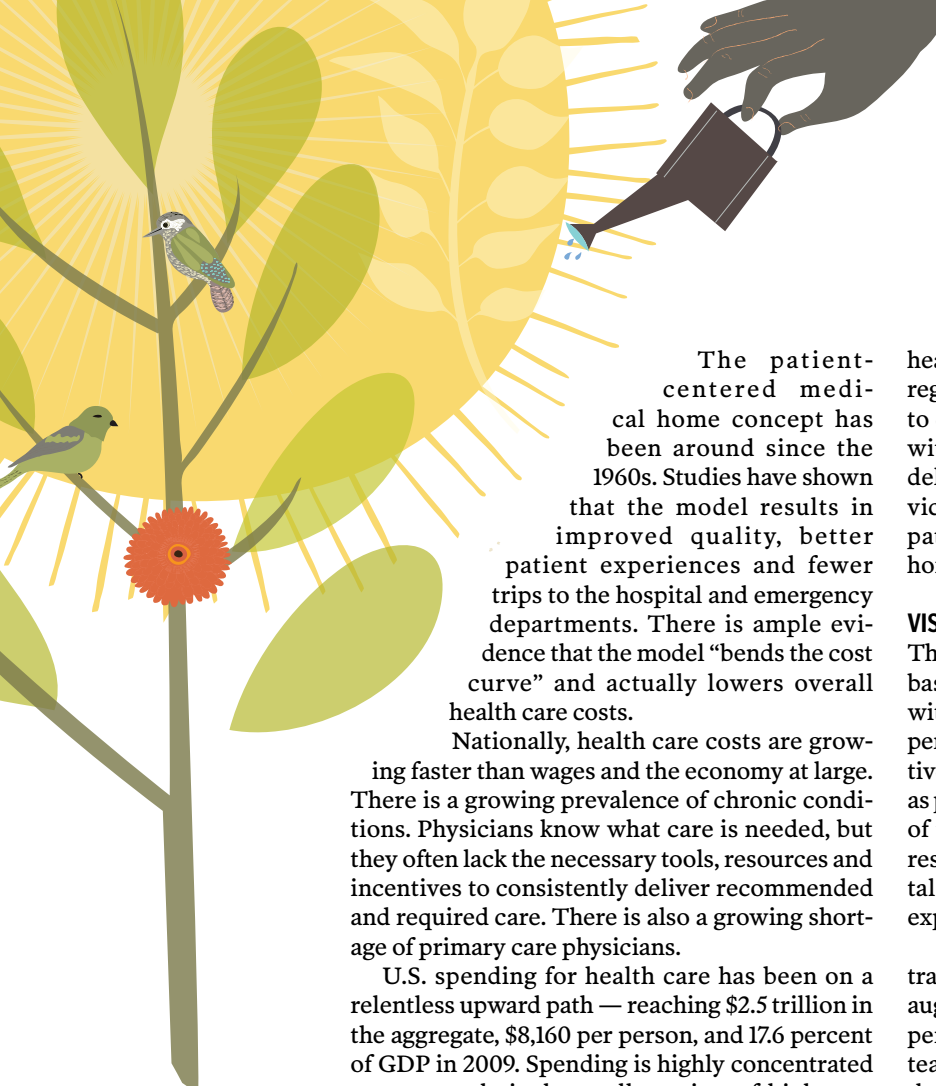 The patient-
centered medi-
cal home concept has
been around since the
1960s. Studies have shown
that the model results in
improved quality, better
patient experiences and fewer
trips to the hospital and emergency
departments. There is ample evi-
dence that the model “bends the cost
curve” and actually lowers overall
health care costs.
Nationally, health care costs are grow-
ing faster than wages and the economy at large.
There is a growing prevalence of chronic condi-
tions. Physicians know what care is needed, but
they often lack the necessary tools, resources and
incentives to consistently deliver recommended
and required care. There is also a growing short-
age of primary care physicians.
U.S. spending for health care has been on a
relentless upward path — reaching $2.5 trillion in
the aggregate, $8,160 per person, and 17.6 percent
of GDP in 2009. Spending is highly concentrated
to
of